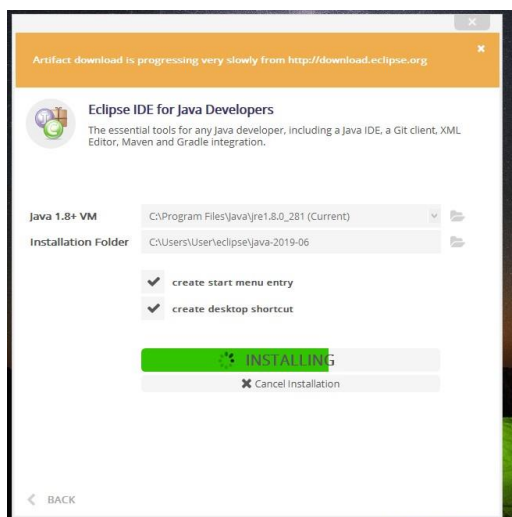 Artifact download is progressing very slowly from http://download.eclipse.org
Eclipse IDE for Java Developers
The essential tools for any Java developer, including a Java IDE, a Git client, XML
Editor, Maven and Gradle integration.
Java 1.8+ VM C:\Program Files\Java\jre1.8.0_281 (Current)
Installation Folder C:\Users\User\eclipse\java-2019-06
create start menu entry
create desktop shortcut
INSTALLING
Cancel Installation
BACK